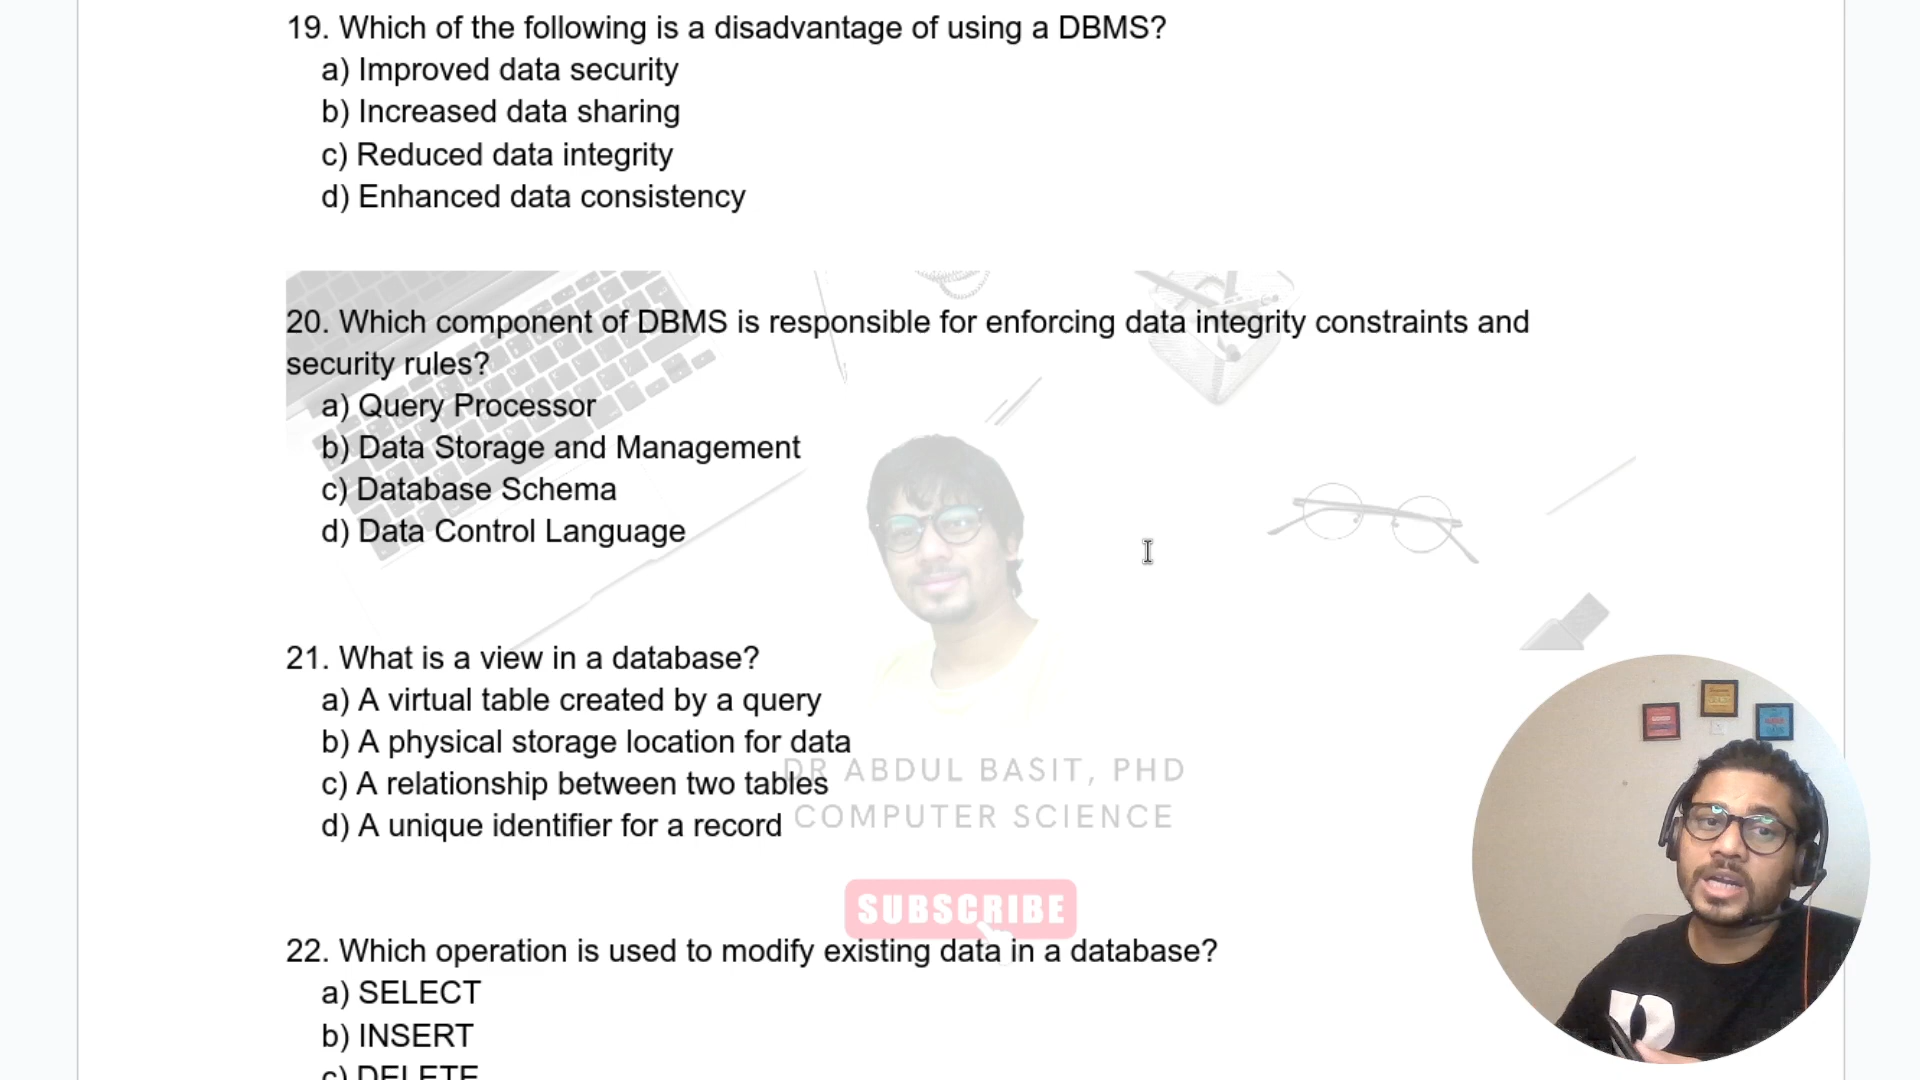 19. Which of the following is a disadvantage of using a DBMS?
a) Improved data security
b) Increased data sharing
c) Reduced data integrity
d) Enhanced data consistency
20. Which component of DBMS is responsible for enforcing data integrity constraints and
security rules?
a) Query Processor
b) Data Storage and Management
c) Database Schema
d) Data Control Language
21. What is a view in a database?
a) A virtual table created by a query
b) A physical storage location for data
c) A relationship between two tables
d) A unique identifier for a record
DR ABDUL BASIT, PHD
COMPUTER SCIENCE
SUBSCRIBE
22. Which operation is used to modify existing data in a database?
a) SELECT
b) INSERT
c) DELETE